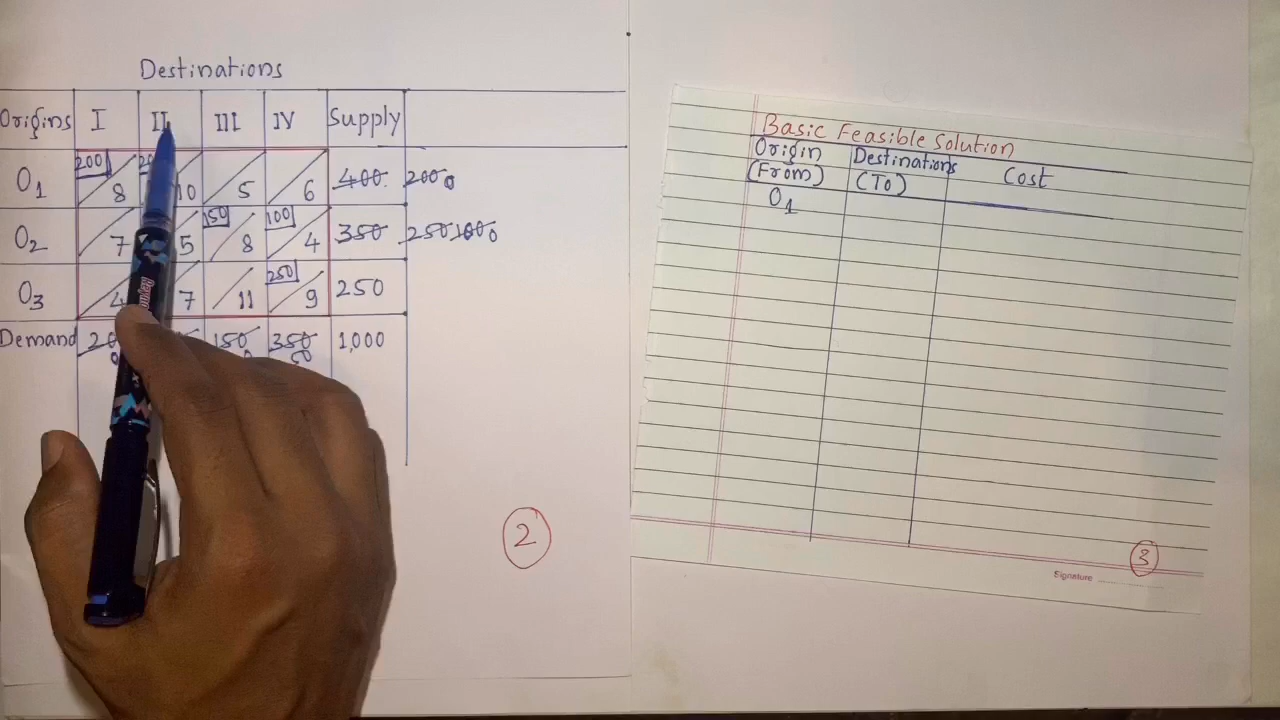 Destinations
Origins I II III IV Supply
200
O1 8 10 5 6 400 200 0
150 100
O2 7 5 8 4 350 250 100 0
250
O3 4 7 11 9 250
Demand 150 350 1,000
0 50
2
Basic Feasible Solution
Origin (From) Destinations (To) Cost
O1
3
Signature